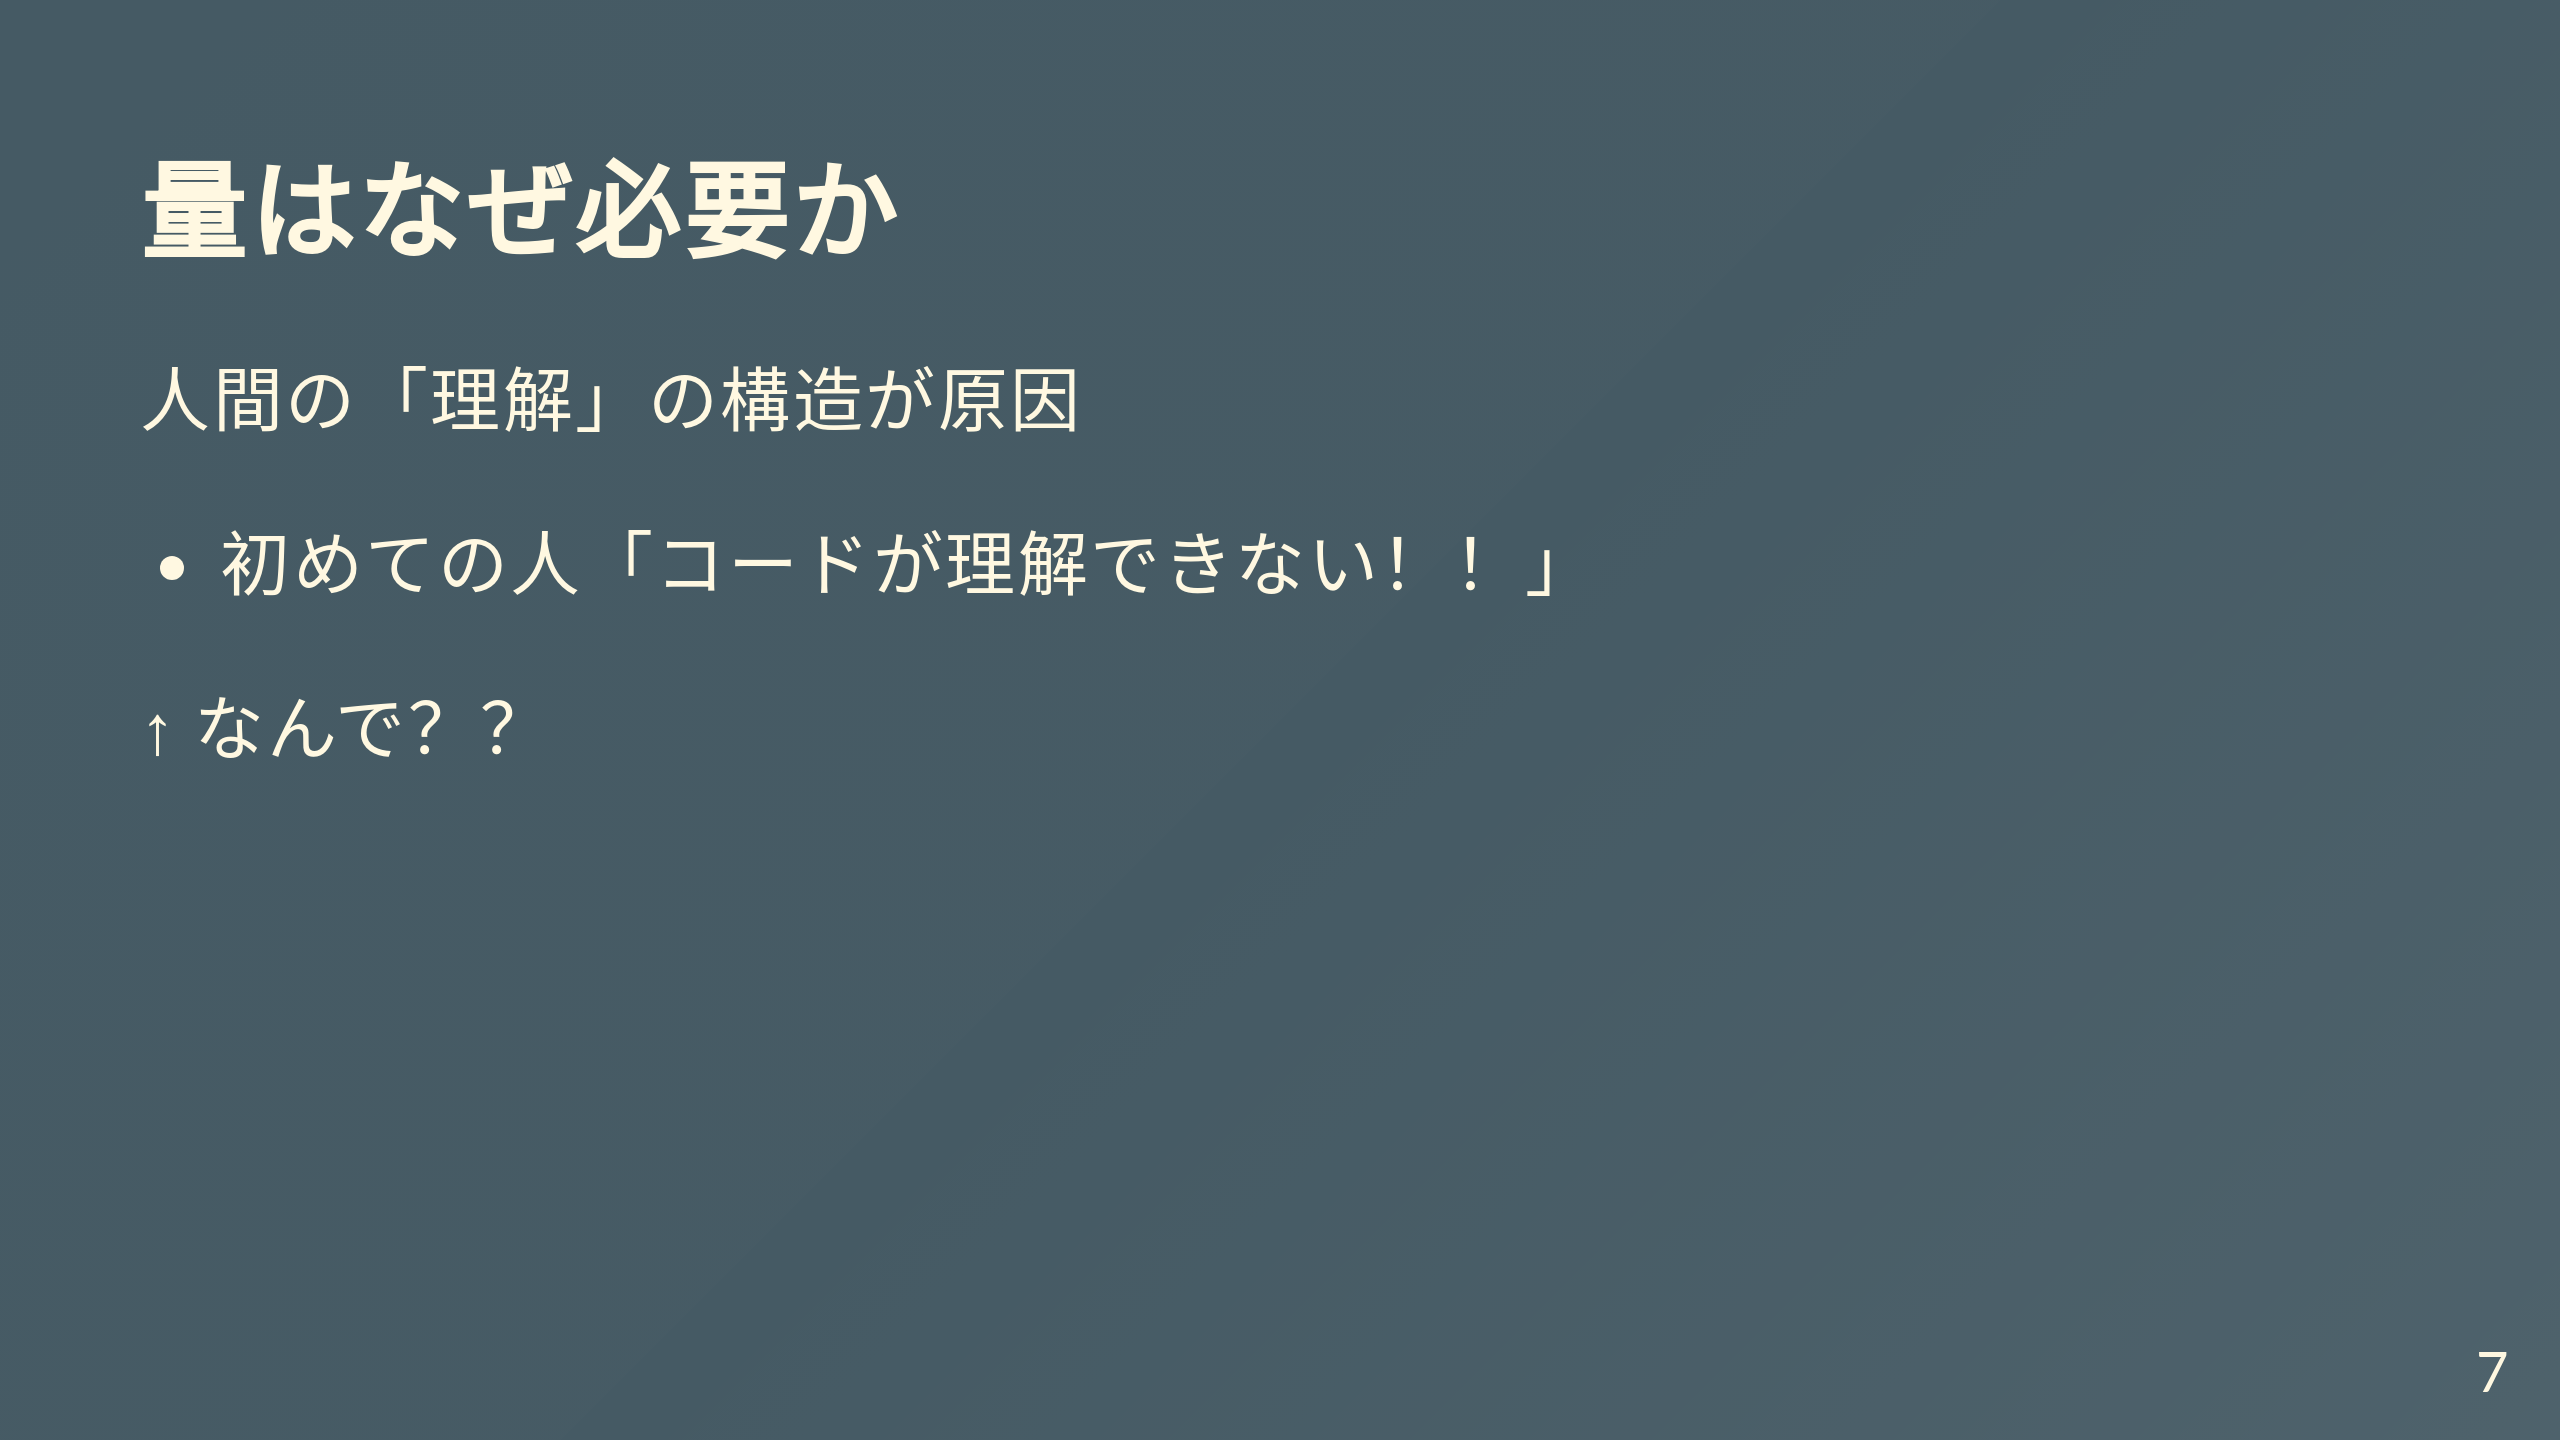 量はなぜ必要か
人間の「理解」の構造が原因
• 初めての人「コードが理解できない！！」
↑ なんで？？
7